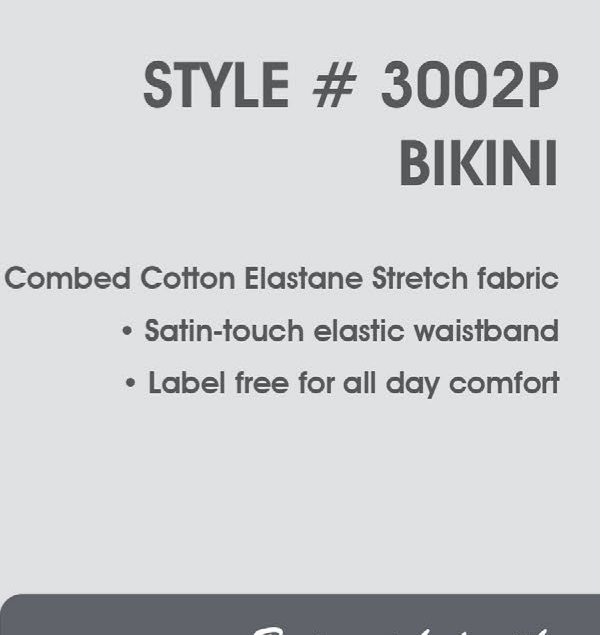 STYLE # 3002P
BIKINI
Combed Cotton Elastane Stretch fabric
• Satin-touch elastic waistband
• Label free for all day comfort